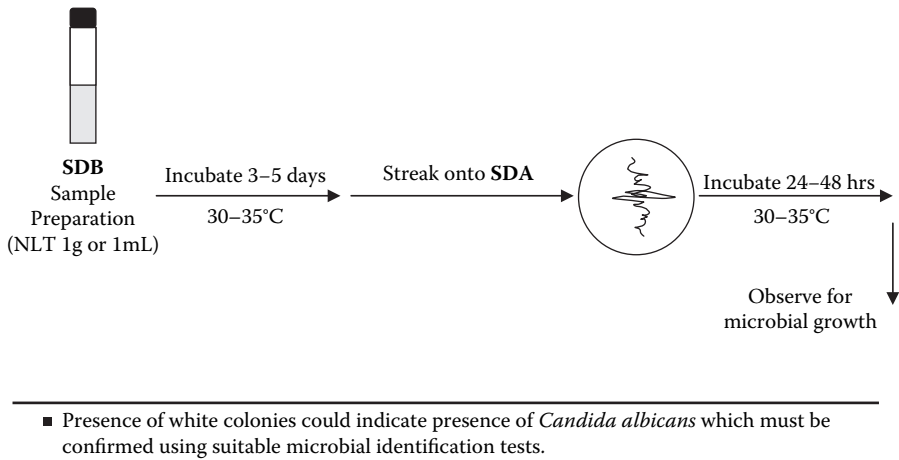 SDB
Sample
Preparation
(NLT 1g or 1mL)
Incubate 3–5 days
30–35°C
Streak onto SDA
Incubate 24–48 hrs
30–35°C
Observe for
microbial growth
■ Presence of white colonies could indicate presence of Candida albicans which must be
confirmed using suitable microbial identification tests.